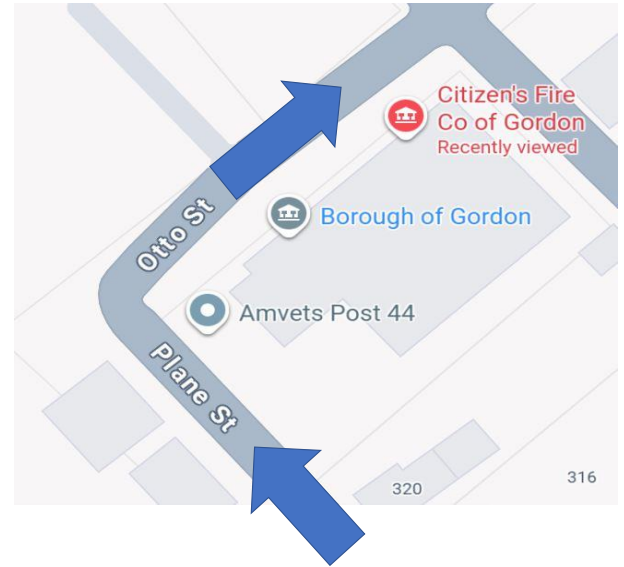 Citizen's Fire
Co of Gordon
Recently viewed
Otto St
Borough of Gordon
Amvets Post 44
Plane St
320
316